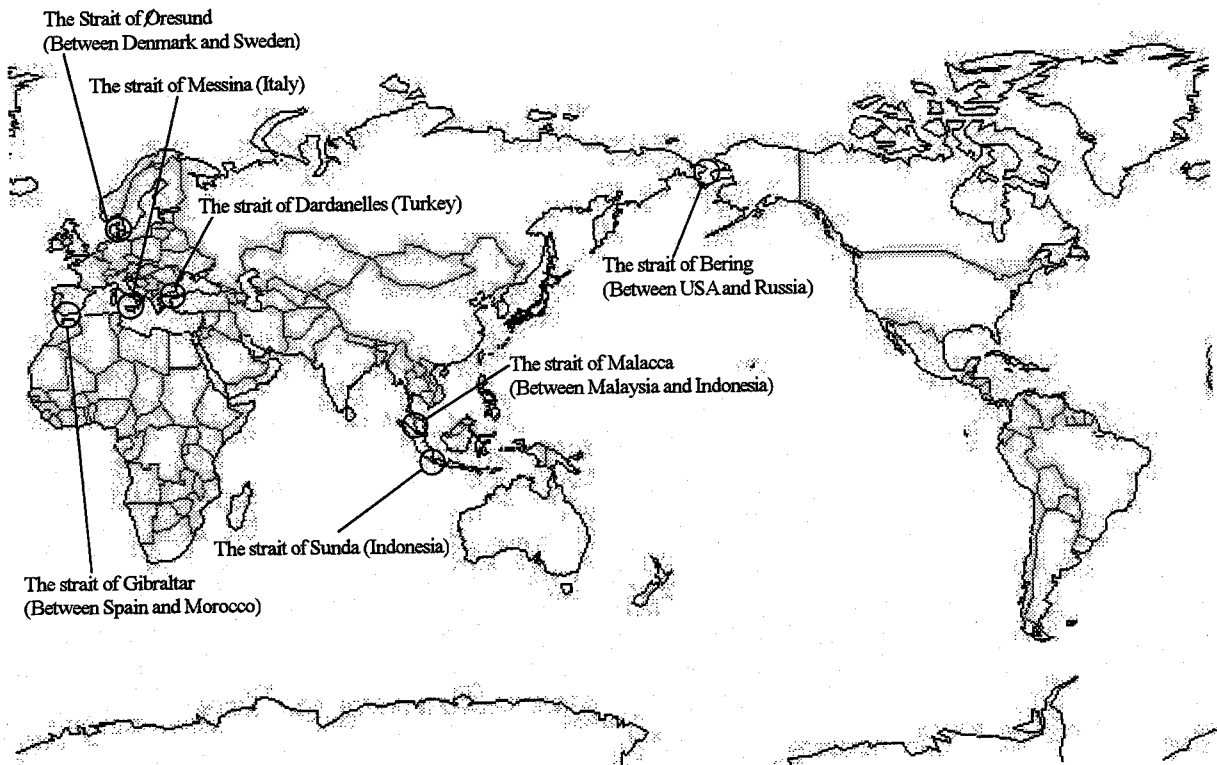 The Strait of Øresund
(Between Denmark and Sweden)
The strait of Messina (Italy)
The strait of Dardanelles (Turkey)
The strait of Bering
(Between USA and Russia)
The strait of Malacca
(Between Malaysia and Indonesia)
The strait of Sunda (Indonesia)
The strait of Gibraltar
(Between Spain and Morocco)